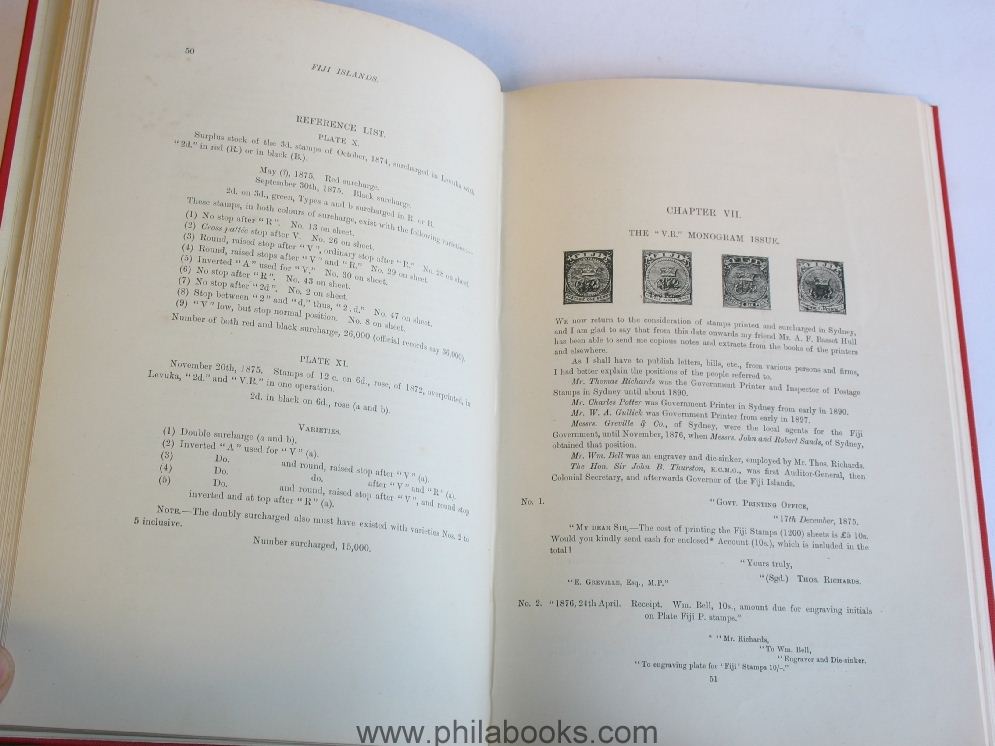 50
FIJI ISLANDS.
REFERENCE LIST.
PLATE X.
Surplus stock of the 3d. stamps of October, 1874, surcharged in Levuka with
"2d." in red (R.) or in black (B.).
May (?), 1875. Red surcharge.
September 30th, 1875. Black surcharge.
2d. on 3d., green, Types a and b surcharged in R. or B.
These stamps, in both colours of surcharge, exist with the following variations:—
(1) No stop after "R". No. 13 on sheet.
(2) Cross pattée stop after V. No. 26 on sheet.
(3) Round, raised stop after "V", ordinary stop after "R." No. 28 on sheet.
(4) Round, raised stops after "V" and "R." No. 29 on sheet.
(5) Inverted "A" used for "V." No. 30 on sheet.
(6) No stop after "R". No. 43 on sheet.
(7) No stop after "2d". No. 2 on sheet.
(8) Stop between "2" and "d," thus, "2.d." No. 47 on sheet.
(9) "V" low, but stop normal position. No. 8 on sheet.
Number of both red and black surcharge, 26,000 (official records say 36,000).
PLATE XI.
November 20th, 1875. Stamps of 12 c. on 6d., rose, of 1872, overprinted, in
Levuka, "2d." and "V.R." in one operation.
2d. in black on 6d., rose (a and b).
VARIETIES.
(1) Double surcharge (a and b).
(2) Inverted "A" used for "V" (a).
(3) Do. and round, raised stop after "V" (a).
(4) Do. do. after "V" and "R" (a).
(5) Do. and round, raised stop after "V", and round stop
inverted and at top after "R" (a).
NOTE.—The doubly surcharged also must have existed with varieties Nos. 2 to
5 inclusive.
Number surcharged, 15,000.
CHAPTER VII.
THE "V.R." MONOGRAM ISSUE.
WE now return to the consideration of stamps printed and surcharged in Sydney,
and I am glad to say that from this date onwards my friend Mr. A. F. Basset Hull
has been able to send me copious notes and extracts from the books of the printers
and elsewhere.
As I shall have to publish letters, bills, etc., from various persons and firms,
I had better explain the positions of the people referred to.
Mr. Thomas Richards was the Government Printer and Inspector of Postage
Stamps in Sydney until about 1890.
Mr. Charles Potter was Government Printer in Sydney from early in 1890.
Mr. W. A. Gullick was Government Printer from early in 1897.
Messrs. Greville & Co., of Sydney, were the local agents for the Fiji
Government, until November, 1876, when Messrs. John and Robert Sands, of Sydney,
obtained that position.
Mr. Wm. Bell was an engraver and die-sinker, employed by Mr. Thos. Richards.
The Hon. Sir John B. Thurston, K.C.M.G., was first Auditor-General, then
Colonial Secretary, and afterwards Governor of the Fiji Islands.
No. 1. "GOVT. PRINTING OFFICE,
"17th December, 1875.
"MY DEAR SIR,—The cost of printing the Fiji Stamps (1200) sheets is £5 10s.
Would you kindly send cash for enclosed* Account (10s.), which is included in the
total!
"Yours truly,
"E. GREVILLE, Esq., M.P." "(Sgd.) THOS. RICHARDS.
No. 2. "1876, 24th April. Receipt. Wm. Bell, 10s., amount due for engraving initials
on Plate Fiji P. stamps."
* "Mr. Richards,
"To Wm. Bell,
"Engraver and Die-sinker.
"To engraving plate for 'Fiji' Stamps 10/-."
51
www.philabooks.com